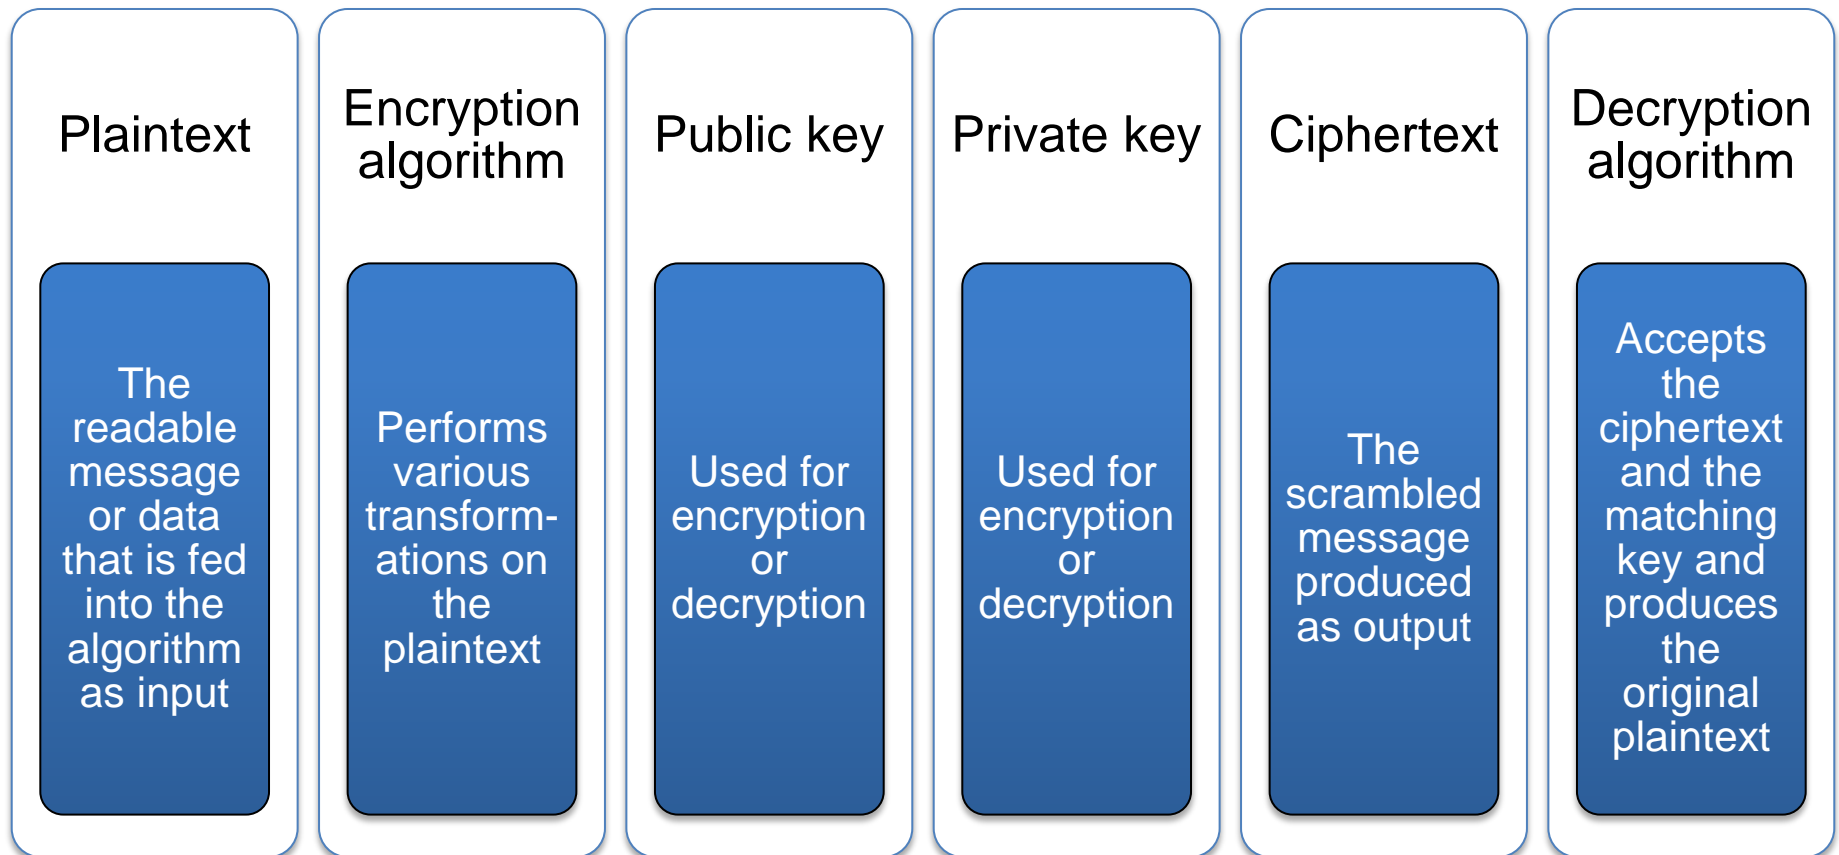 Plaintext
The
readable
message
or data
that is fed
into the
algorithm
as input
Encryption
algorithm
Performs
various
transform-
ations on
the
plaintext
Public key
Used for
encryption
or
decryption
Private key
Used for
encryption
or
decryption
Ciphertext
The
scrambled
message
produced
as output
Decryption
algorithm
Accepts
the
ciphertext
and the
matching
key and
produces
the
original
plaintext